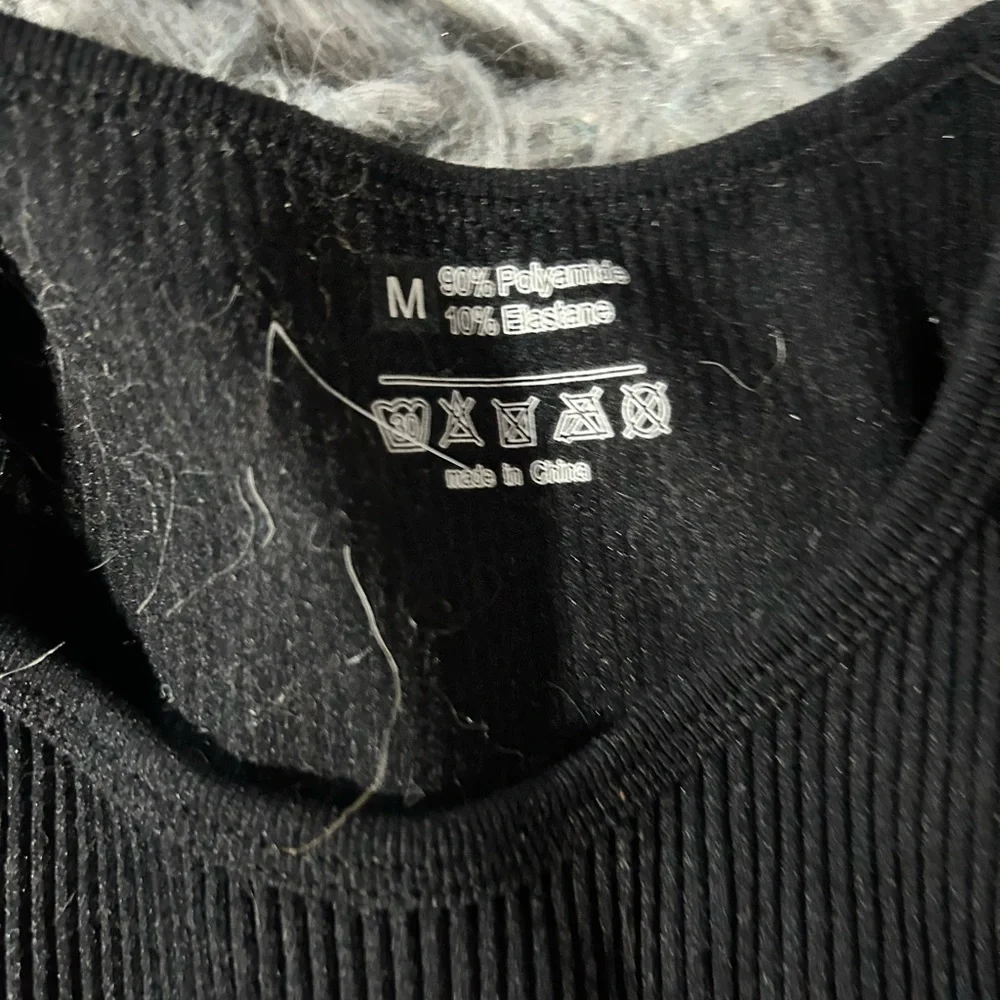 M
90% Polyamide
10% Elastane
30
made in China